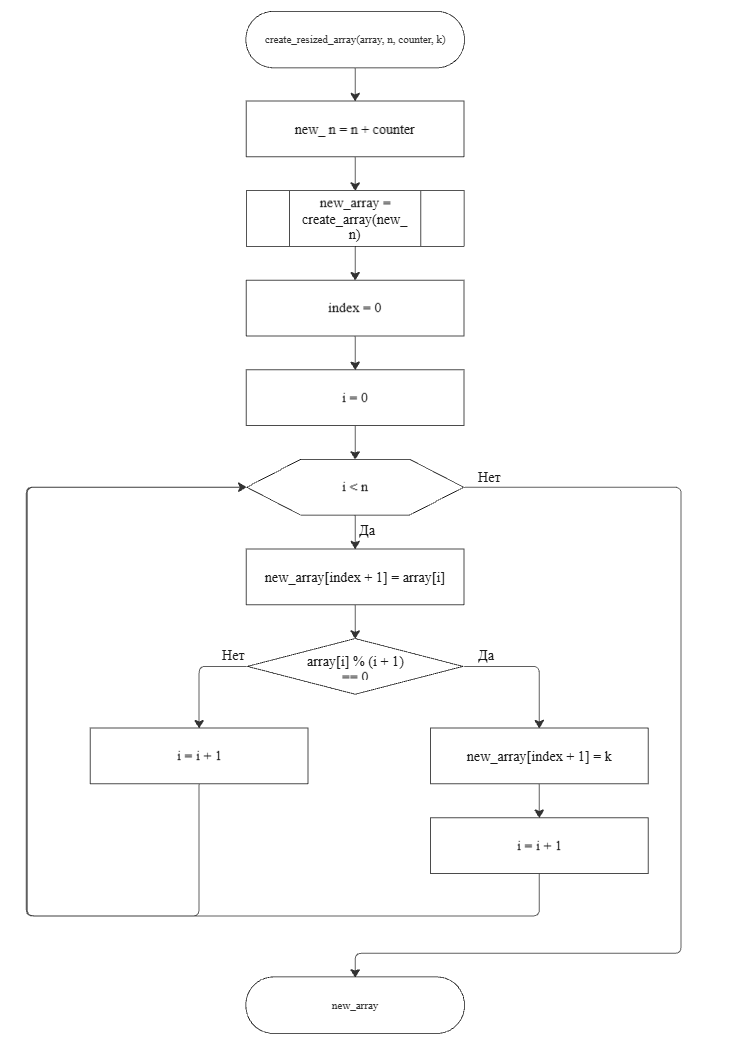 create_resized_array(array, n, counter, k)
new_ n = n + counter
new_array =
create_array(new_
n)
index = 0
i = 0
i < n
Нет
Да
new_array[index + 1] = array[i]
Нет
array[i] % (i + 1)
== 0
Да
i = i + 1
new_array[index + 1] = k
i = i + 1
new_array